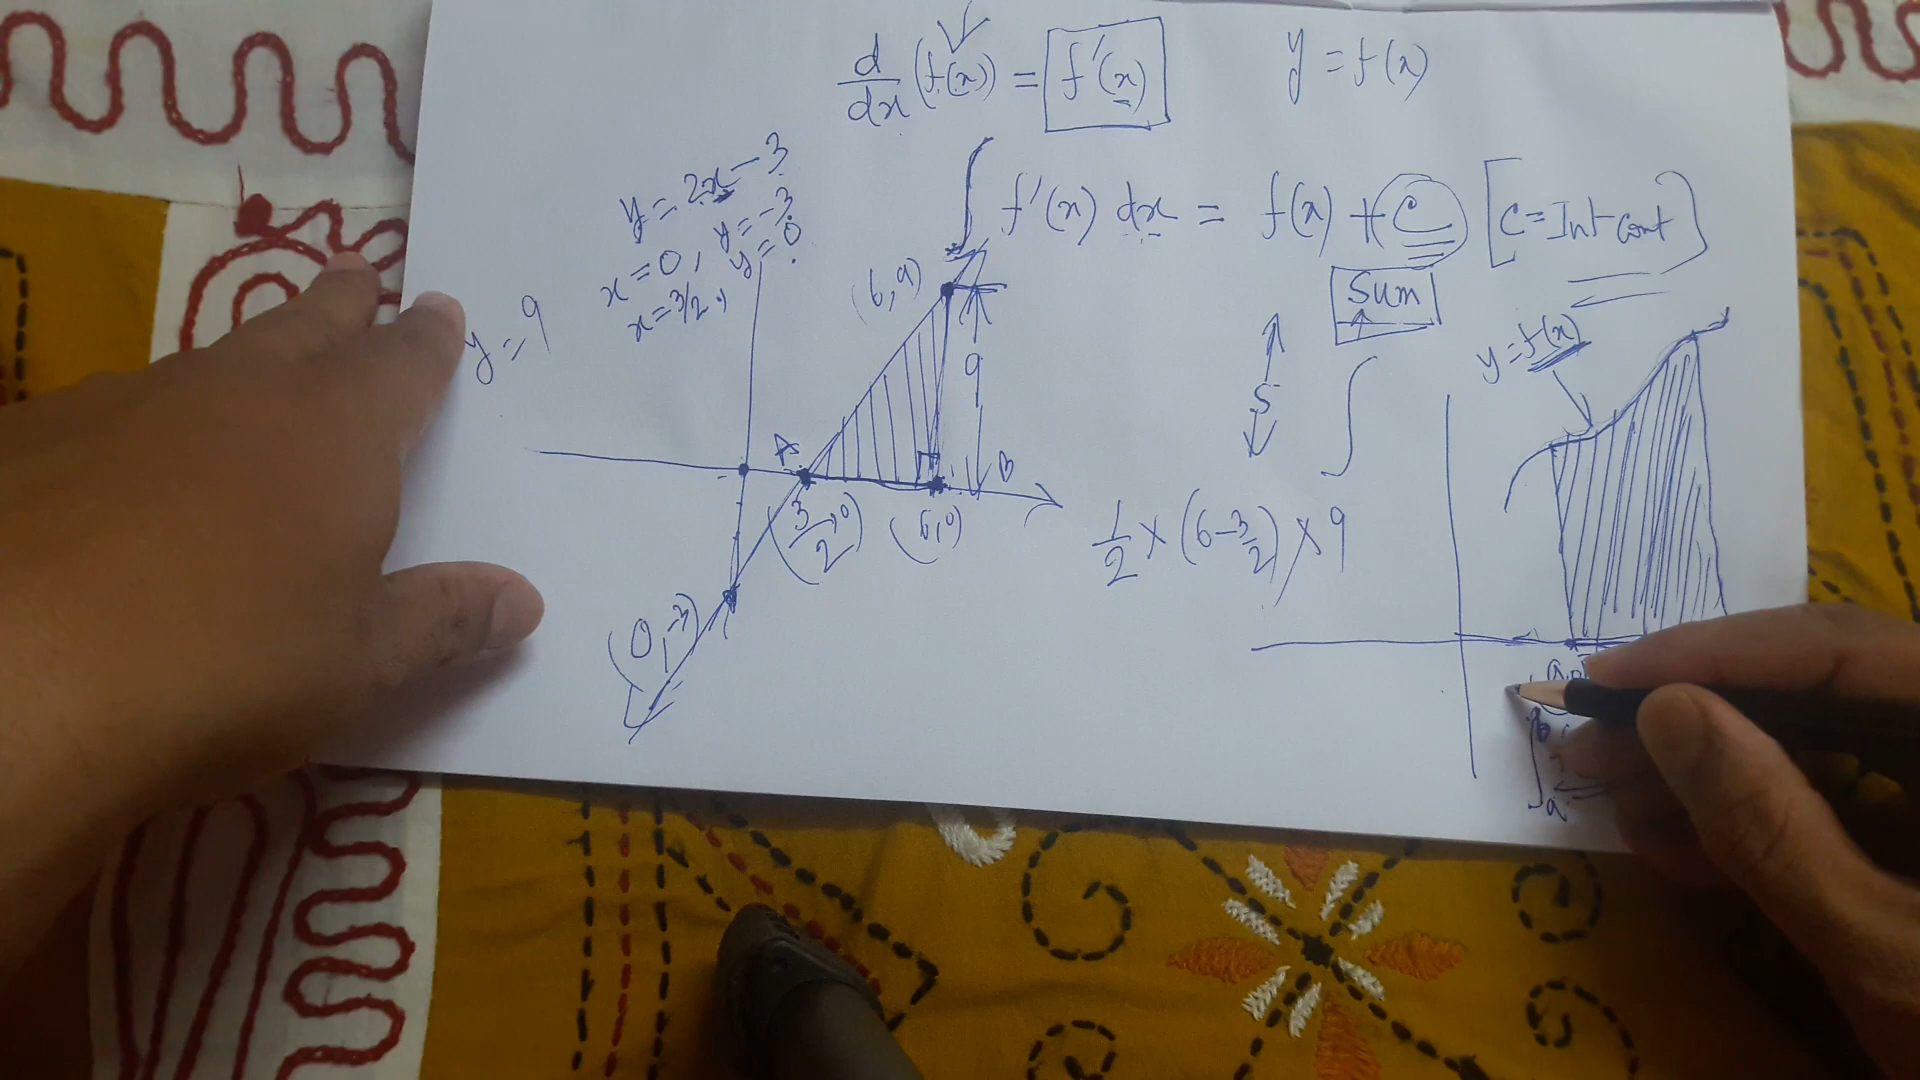 d/dx (f(x)) = f'(x)
y = f(x)
∫ f'(x) dx = f(x) + C [C = Int const]
y = 2x - 3
x = 0, y = -3
x = 3/2, y = 0
y = 9
(6,9)
9
A
B
(3/2, 0)
(6,0)
(0,-3)
Sum
S
∫
1/2 × (6 - 3/2) × 9
y = f(x)
a
b
∫
a